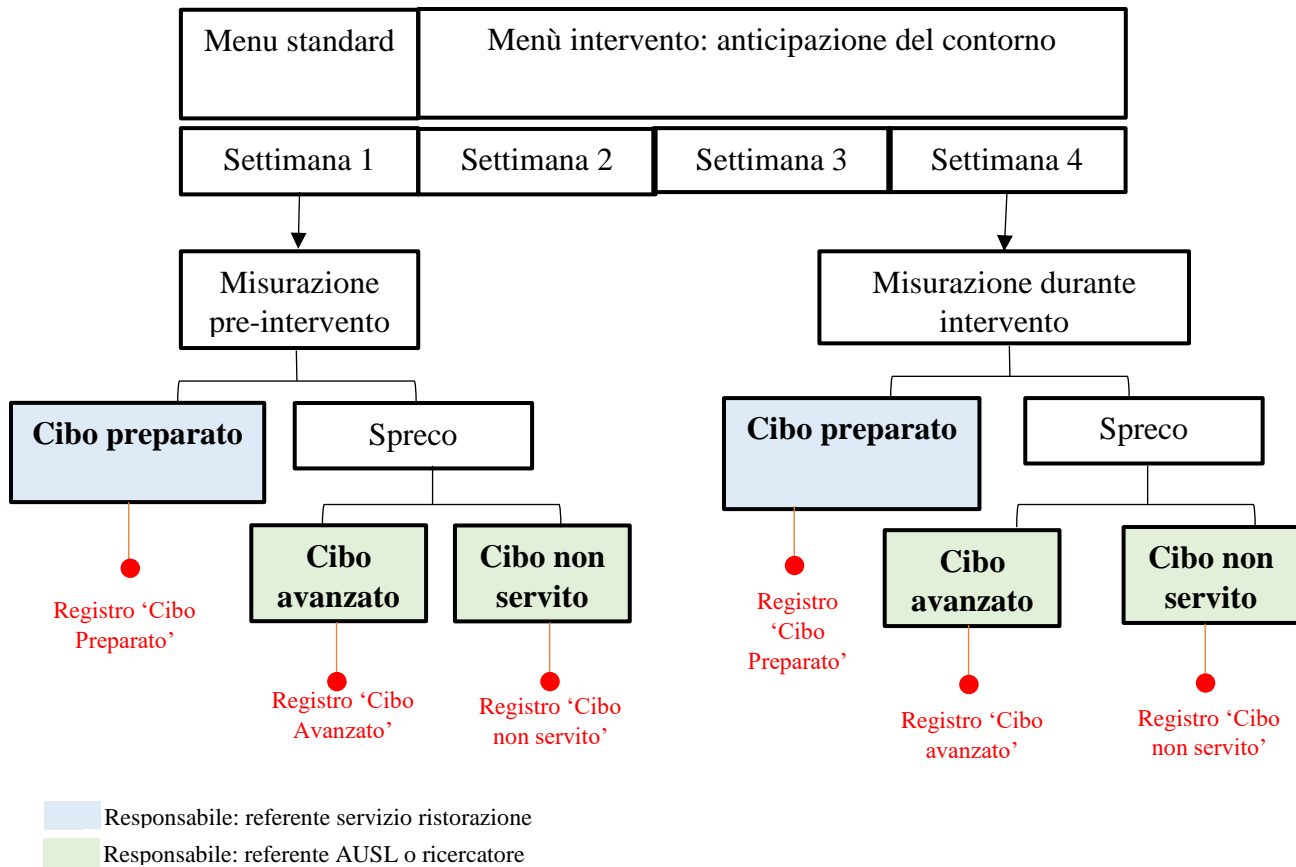 Menu standard
Menù intervento: anticipazione del contorno
Settimana 1
Settimana 2
Settimana 3
Settimana 4
Misurazione
pre-intervento
Misurazione durante
intervento
Cibo preparato
Spreco
Cibo preparato
Spreco
Cibo
avanzato
Cibo non
servito
Cibo
avanzato
Cibo non
servito
Registro ‘Cibo
Preparato’
Registro ‘Cibo
Avanzato’
Registro ‘Cibo
non servito’
Registro
‘Cibo
Preparato’
Registro ‘Cibo
avanzato’
Registro ‘Cibo
non servito’
Responsabile: referente servizio ristorazione
Responsabile: referente AUSL o ricercatore